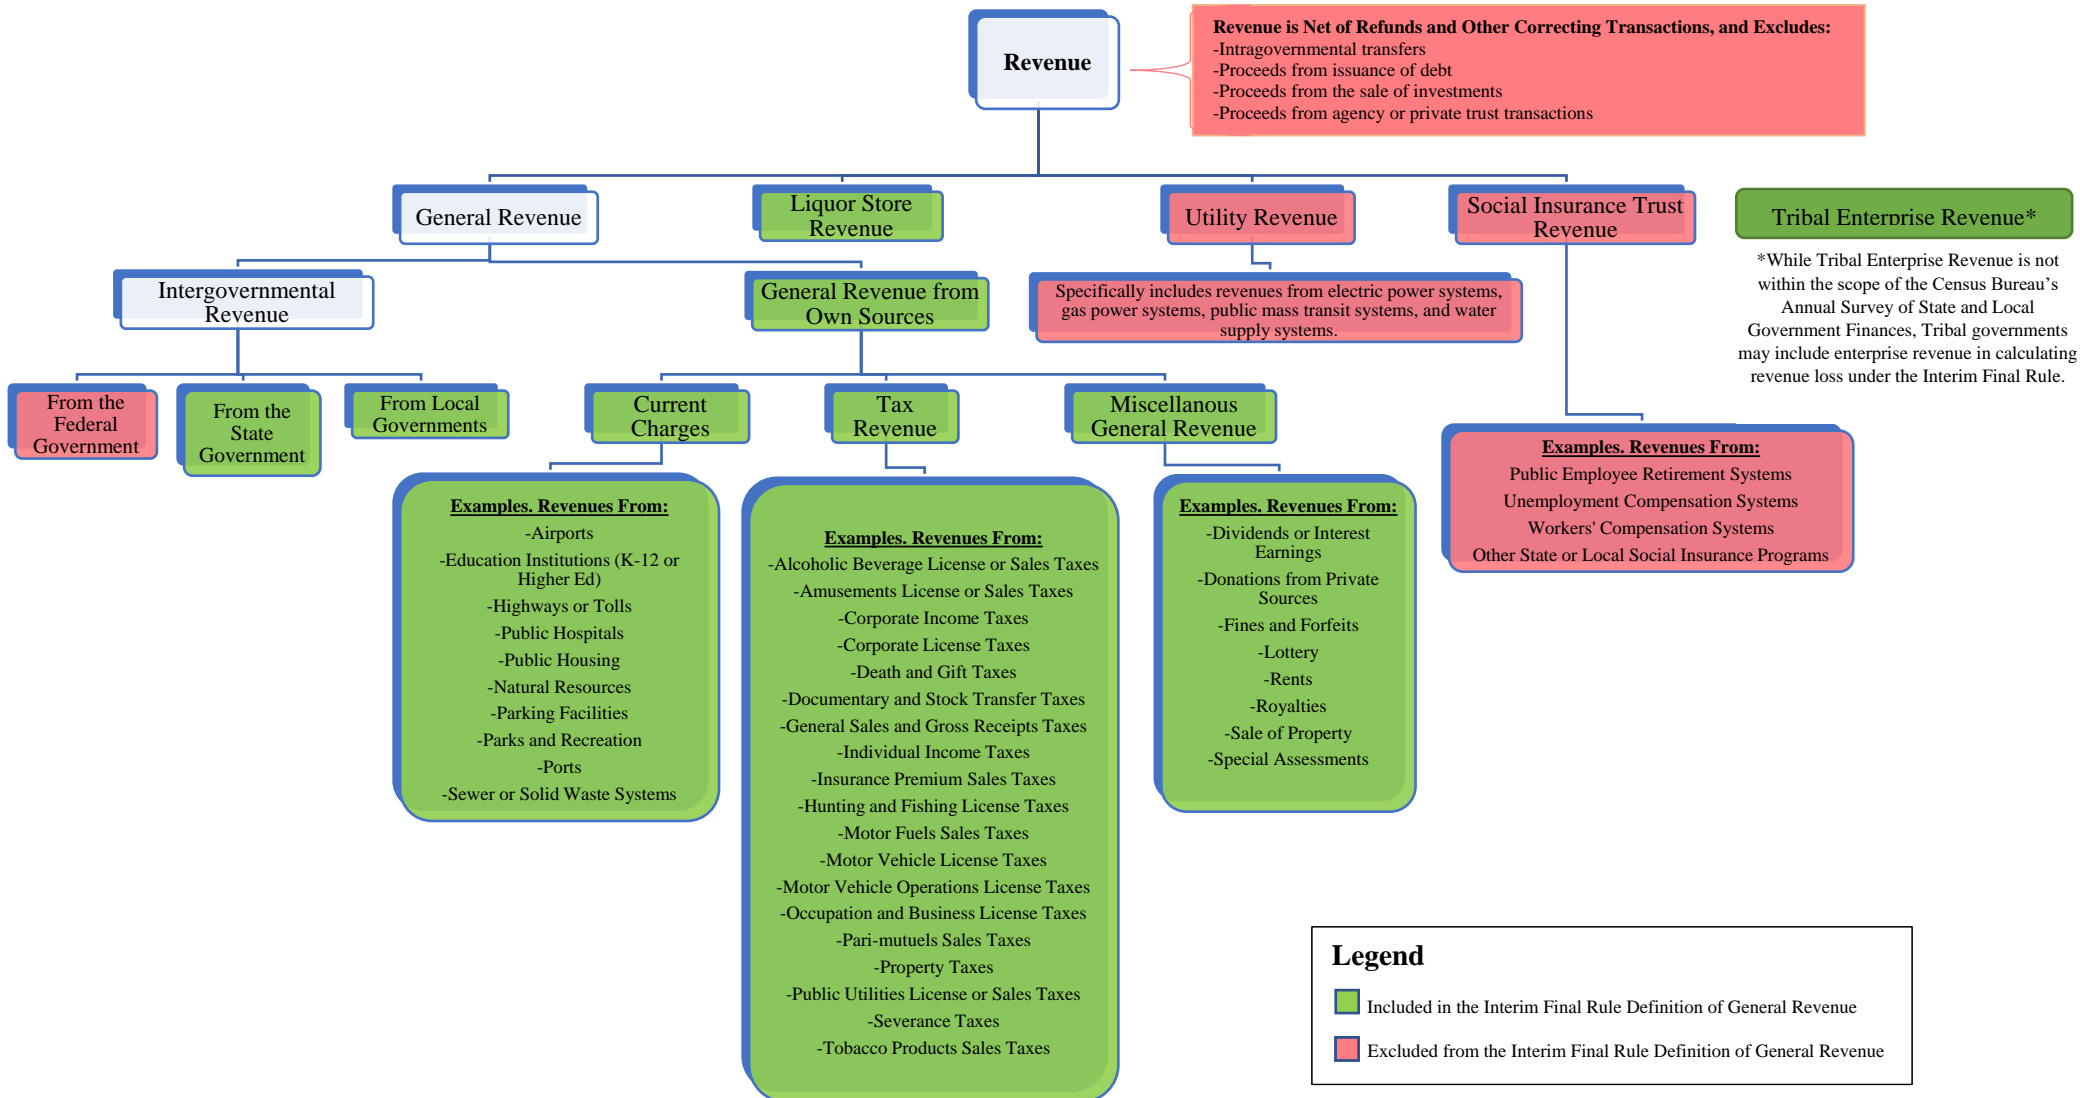 Revenue
Revenue is Net of Refunds and Other Correcting Transactions, and Excludes:
-Intragovernmental transfers
-Proceeds from issuance of debt
-Proceeds from the sale of investments
-Proceeds from agency or private trust transactions
General Revenue
Liquor Store
Revenue
Utility Revenue
Social Insurance Trust
Revenue
Tribal Enterprise Revenue*
*While Tribal Enterprise Revenue is not
within the scope of the Census Bureau's
Annual Survey of State and Local
Government Finances, Tribal governments
may include enterprise revenue in calculating
revenue loss under the Interim Final Rule.
Intergovernmental
Revenue
General Revenue from
Own Sources
Specifically includes revenues from electric power systems,
gas power systems, public mass transit systems, and water
supply systems.
From the
Federal
Government
From the
State
Government
From Local
Governments
Current
Charges
Tax
Revenue
Miscellanous
General Revenue
Examples. Revenues From:
-Airports
-Education Institutions (K-12 or
Higher Ed)
-Highways or Tolls
-Public Hospitals
-Public Housing
-Natural Resources
-Parking Facilities
-Parks and Recreation
-Ports
-Sewer or Solid Waste Systems
Examples. Revenues From:
-Alcoholic Beverage License or Sales Taxes
-Amusements License or Sales Taxes
-Corporate Income Taxes
-Corporate License Taxes
-Death and Gift Taxes
-Documentary and Stock Transfer Taxes
-General Sales and Gross Receipts Taxes
-Individual Income Taxes
-Insurance Premium Sales Taxes
-Hunting and Fishing License Taxes
-Motor Fuels Sales Taxes
-Motor Vehicle License Taxes
-Motor Vehicle Operations License Taxes
-Occupation and Business License Taxes
-Pari-mutuels Sales Taxes
-Property Taxes
-Public Utilities License or Sales Taxes
-Severance Taxes
-Tobacco Products Sales Taxes
Examples. Revenues From:
-Dividends or Interest
Earnings
-Donations from Private
Sources
-Fines and Forfeits
-Lottery
-Rents
-Royalties
-Sale of Property
-Special Assessments
Examples. Revenues From:
Public Employee Retirement Systems
Unemployment Compensation Systems
Workers' Compensation Systems
Other State or Local Social Insurance Programs
Legend
Included in the Interim Final Rule Definition of General Revenue
Excluded from the Interim Final Rule Definition of General Revenue